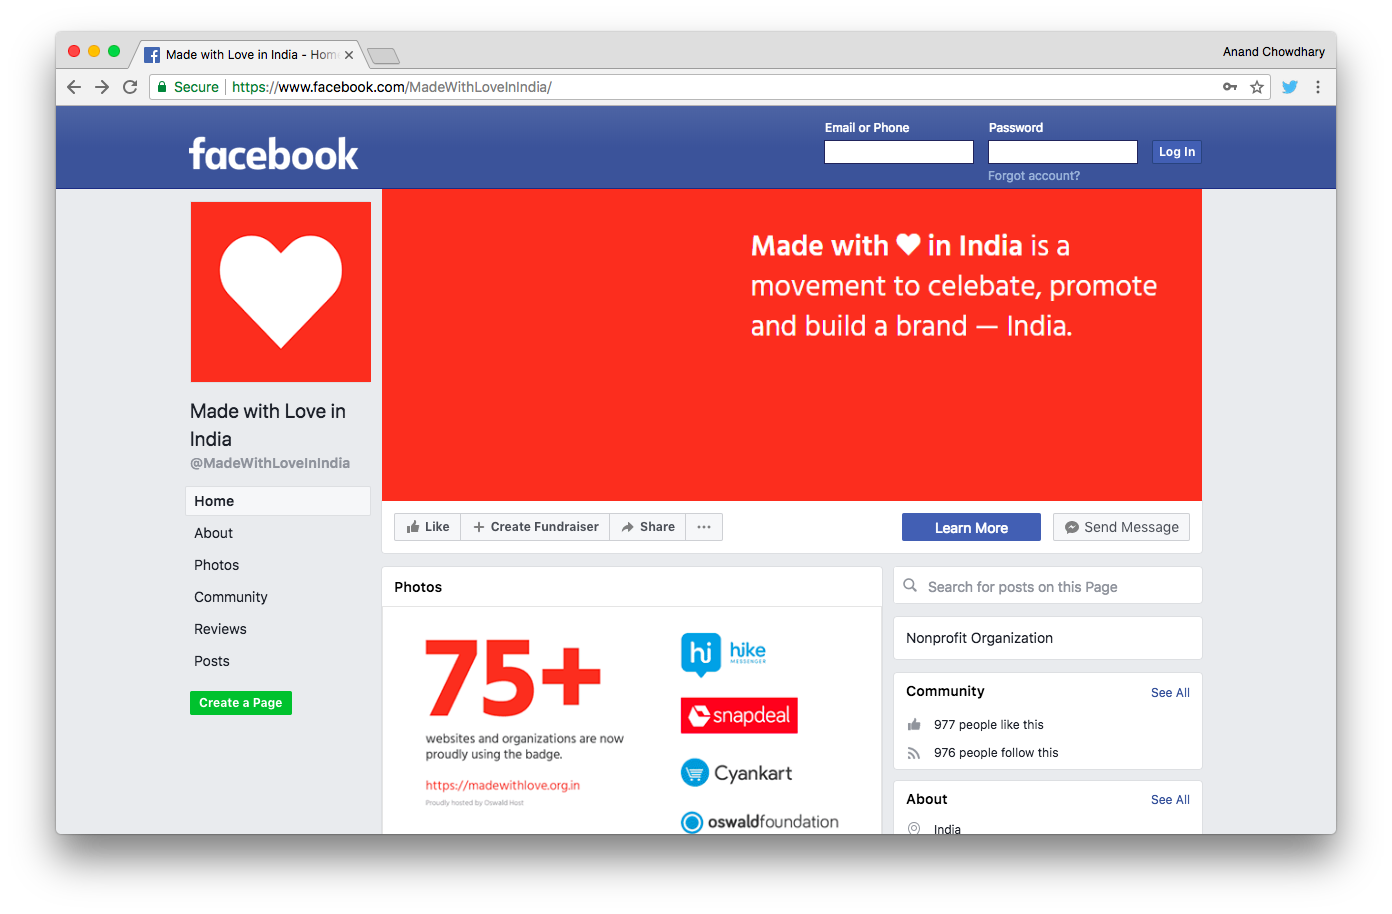 Made with Love in India - Hom
Anand Chowdhary
Secure
https://www.facebook.com/MadeWithLoveInIndia/
facebook
Email or Phone
Password
Log In
Forgot account?
Made with ♥ in India is a
movement to celebate, promote
and build a brand — India.
Made with Love in
India
@MadeWithLoveInIndia
Home
About
Photos
Community
Reviews
Posts
Create a Page
Like
Create Fundraiser
Share
Learn More
Send Message
Photos
75+
websites and organizations are now
proudly using the badge.
https://madewithlove.org.in
Proudly hosted by Oswald Host
hi hike
MESSENGER
snapdeal
Cyankart
oswaldfoundation
Search for posts on this Page
Nonprofit Organization
Community
See All
977 people like this
976 people follow this
About
See All
India